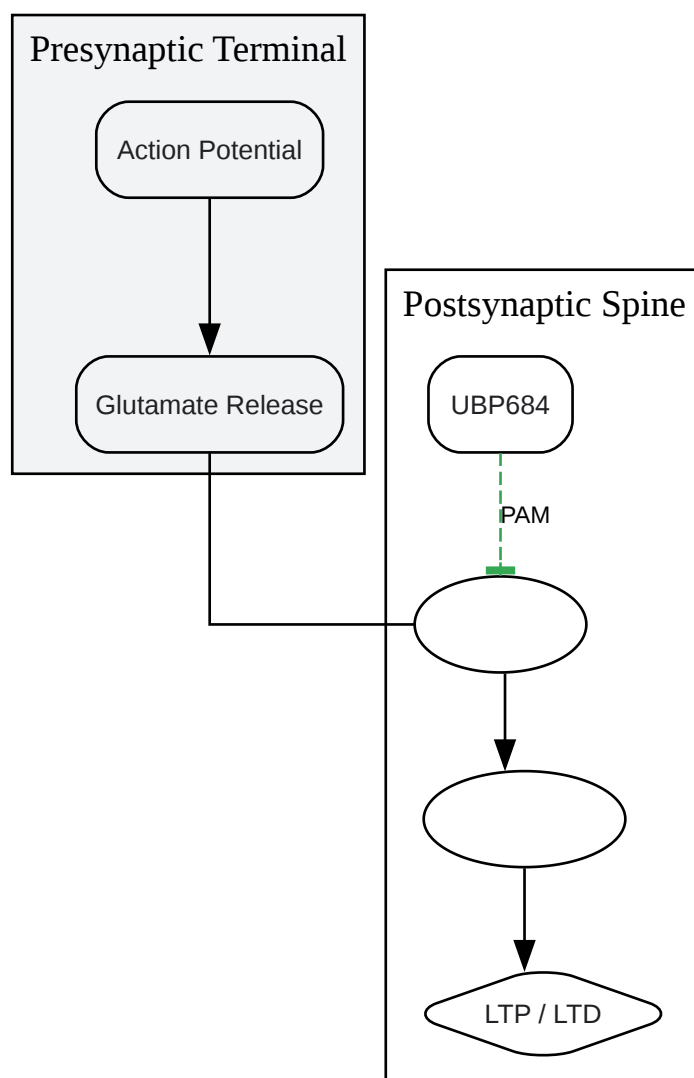 Presynaptic Terminal
Action Potential
Glutamate Release
Postsynaptic Spine
UBP684
PAM
LTP / LTD